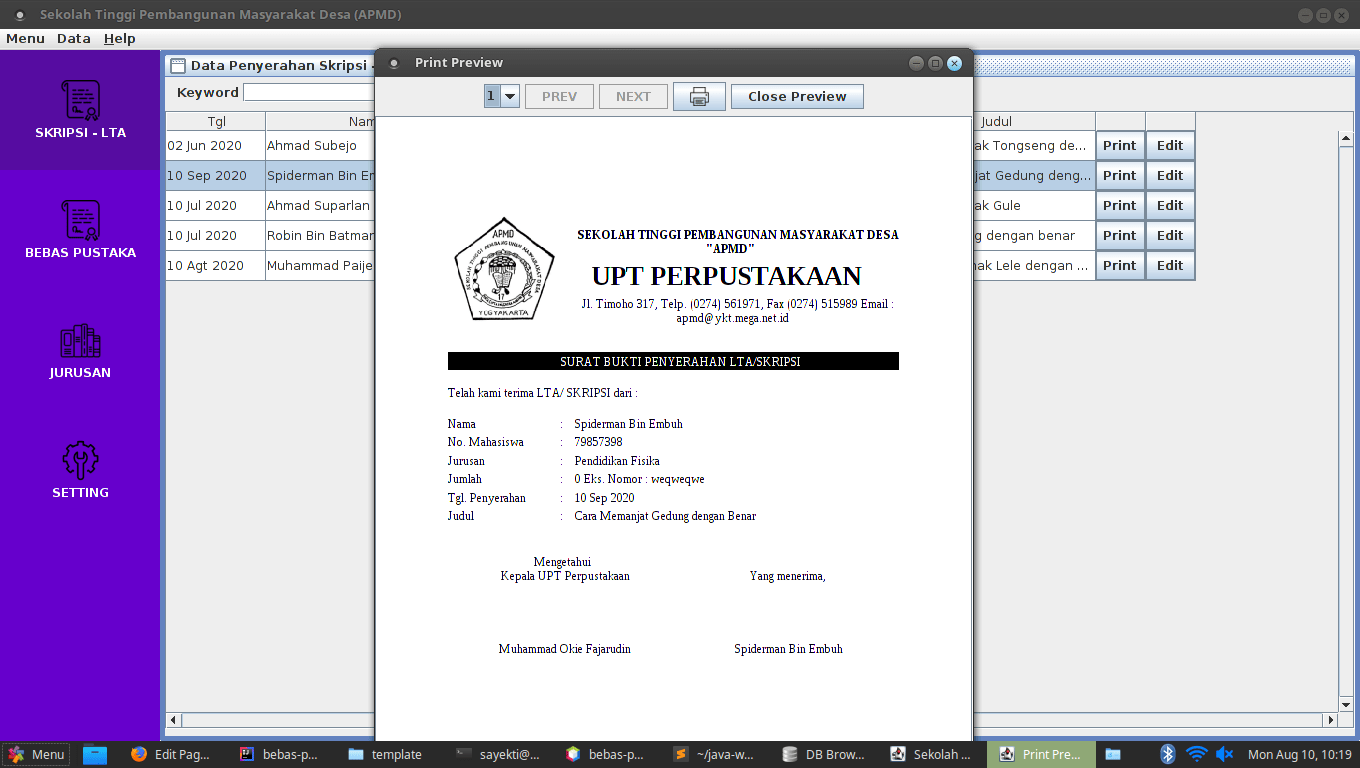 Sekolah Tinggi Pembangunan Masyarakat Desa (APMD)
Menu Data Help
SKRIPSI - LTA
BEBAS PUSTAKA
JURUSAN
SETTING
Data Penyerahan Skripsi -
Keyword
Tgl Nam Judul
02 Jun 2020 Ahmad Subejo ak Tongseng de... Print Edit
10 Sep 2020 Spiderman Bin Em jat Gedung deng... Print Edit
10 Jul 2020 Ahmad Suparlan ak Gule Print Edit
10 Jul 2020 Robin Bin Batman g dengan benar Print Edit
10 Agt 2020 Muhammad Paije nak Lele dengan ... Print Edit
Print Preview
1 PREV NEXT Close Preview
APMD
SEKOLAH TINGGI PEMBANGUNAN MASYARAKAT DESA
17
YOGYAKARTA
SEKOLAH TINGGI PEMBANGUNAN MASYARAKAT DESA
"APMD"
UPT PERPUSTAKAAN
Jl. Timoho 317, Telp. (0274) 561971, Fax (0274) 515989 Email :
apmd@ykt.mega.net.id
SURAT BUKTI PENYERAHAN LTA/SKRIPSI
Telah kami terima LTA/ SKRIPSI dari :
Nama : Spiderman Bin Embuh
No. Mahasiswa : 79857398
Jurusan : Pendidikan Fisika
Jumlah : 0 Eks. Nomor : weqweqwe
Tgl. Penyerahan : 10 Sep 2020
Judul : Cara Memanjat Gedung dengan Benar
Mengetahui
Kepala UPT Perpustakaan Yang menerima,
Muhammad Okie Fajarudin Spiderman Bin Embuh
Menu Edit Pag... bebas-p... template sayekti@... bebas-p... ~/java-w... DB Brow... Sekolah ... Print Pre... Mon Aug 10, 10:19